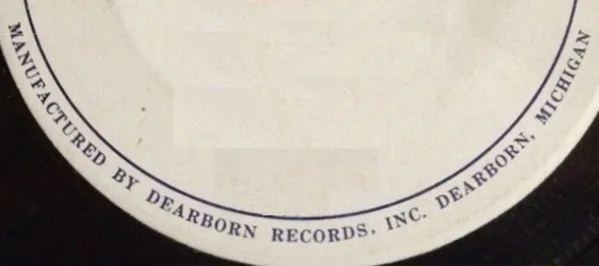 MANUFACTURED BY DEARBORN RECORDS, INC. DEARBORN, MICHIGAN